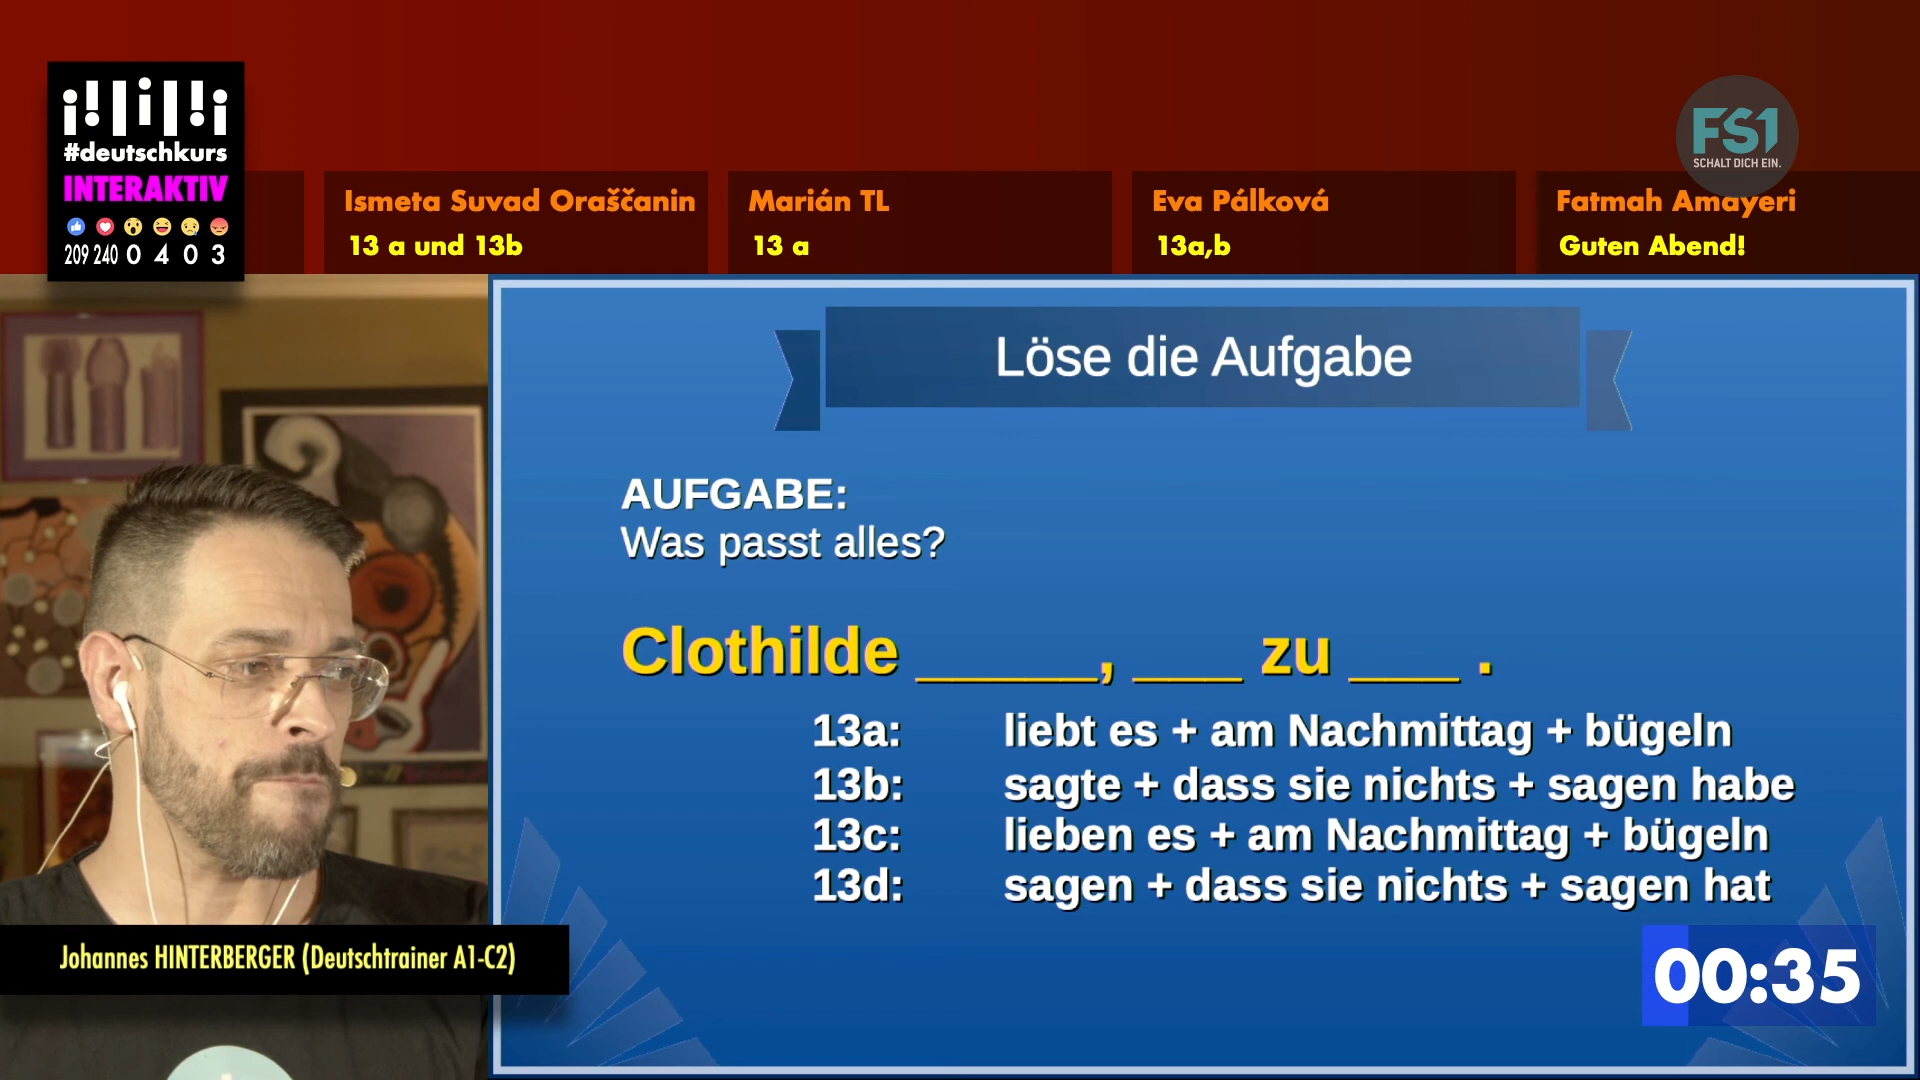 #deutschkurs
INTERAKTIV
209 240 0 4 0 3
Ismeta Suvad Oraščanin
13 a und 13b
Marián TL
13 a
Eva Pálková
13a,b
Fatmah Amayeri
Guten Abend!
FS1
SCHALT DICH EIN.
Löse die Aufgabe
AUFGABE:
Was passt alles?
Clothilde _____, ___ zu ___ .
13a: liebt es + am Nachmittag + bügeln
13b: sagte + dass sie nichts + sagen habe
13c: lieben es + am Nachmittag + bügeln
13d: sagen + dass sie nichts + sagen hat
Johannes HINTERBERGER (Deutschtrainer A1-C2)
00:35